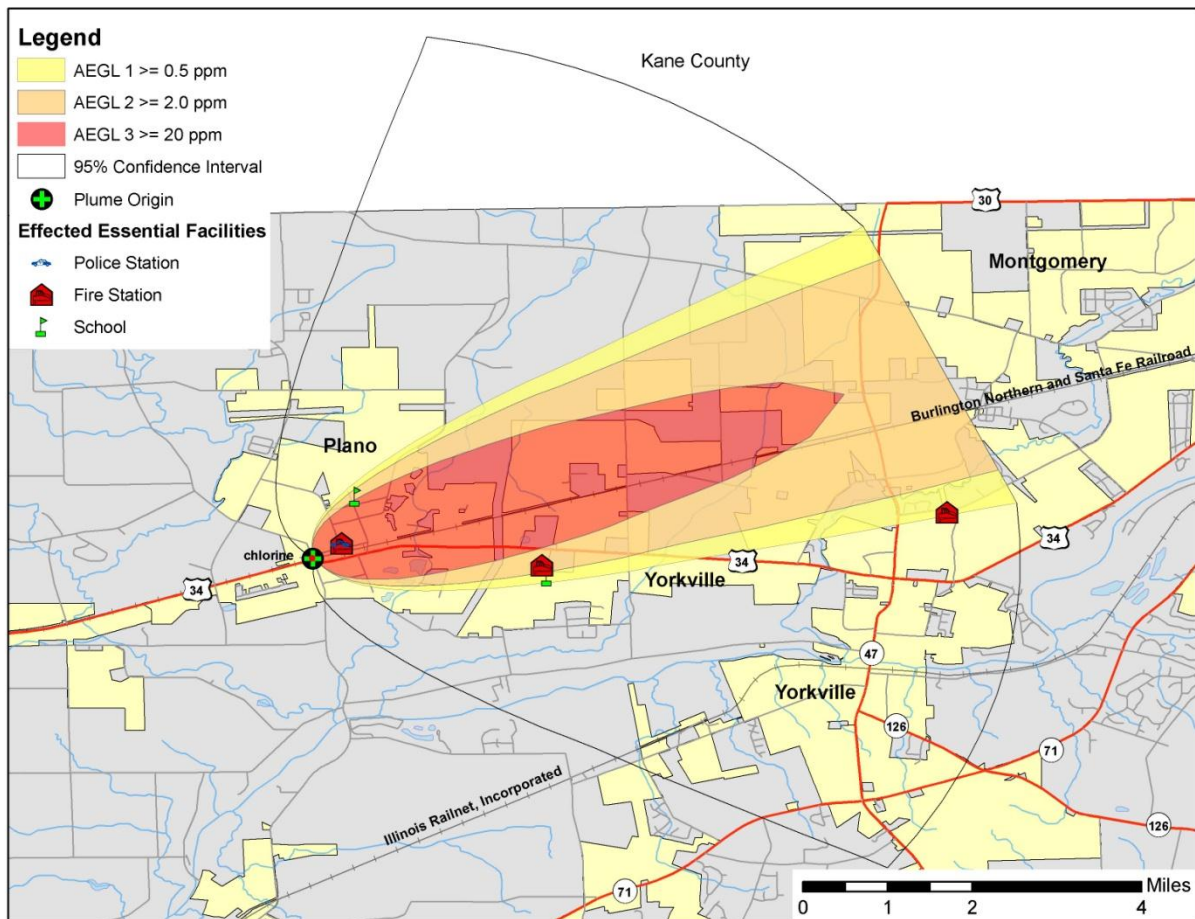 Legend
AEGL 1 >= 0.5 ppm
AEGL 2 >= 2.0 ppm
AEGL 3 >= 20 ppm
95% Confidence Interval
Plume Origin
Effected Essential Facilities
Police Station
Fire Station
School
Kane County
30
Montgomery
Burlington Northern and Santa Fe Railroad
Plano
chlorine
34
34
34
Yorkville
47
Yorkville
126
71
Illinois Railnet, Incorporated
126
71
Miles
0 1 2 4